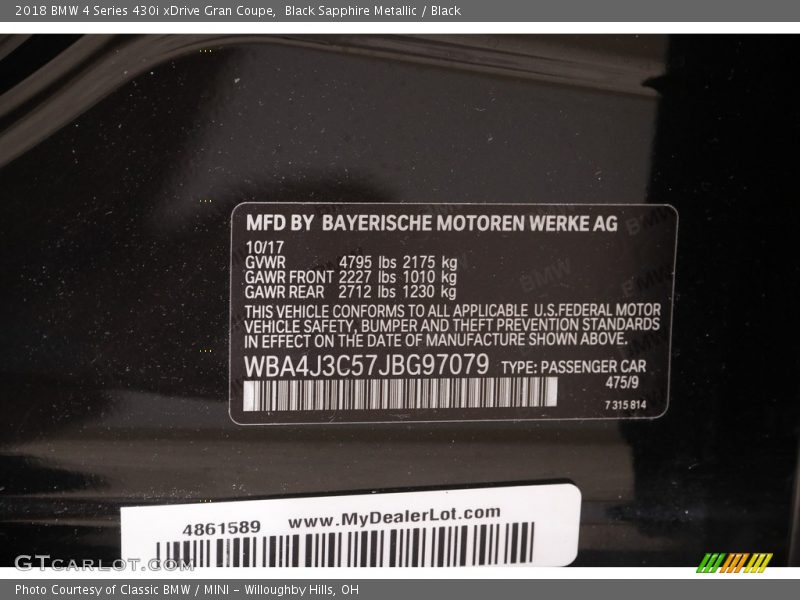 2018 BMW 4 Series 430i xDrive Gran Coupe,  Black Sapphire Metallic / Black
MFD BY BAYERISCHE MOTOREN WERKE AG
10/17
GVWR 4795 lbs 2175 kg
GAWR FRONT 2227 lbs 1010 kg
GAWR REAR 2712 lbs 1230 kg
THIS VEHICLE CONFORMS TO ALL APPLICABLE U.S.FEDERAL MOTOR
VEHICLE SAFETY, BUMPER AND THEFT PREVENTION STANDARDS
IN EFFECT ON THE DATE OF MANUFACTURE SHOWN ABOVE.
WBA4J3C57JBG97079 TYPE: PASSENGER CAR
475/9
7 315 814
4861589 www.MyDealerLot.com
GTCarLot.com
Photo Courtesy of Classic BMW / MINI - Willoughby Hills, OH